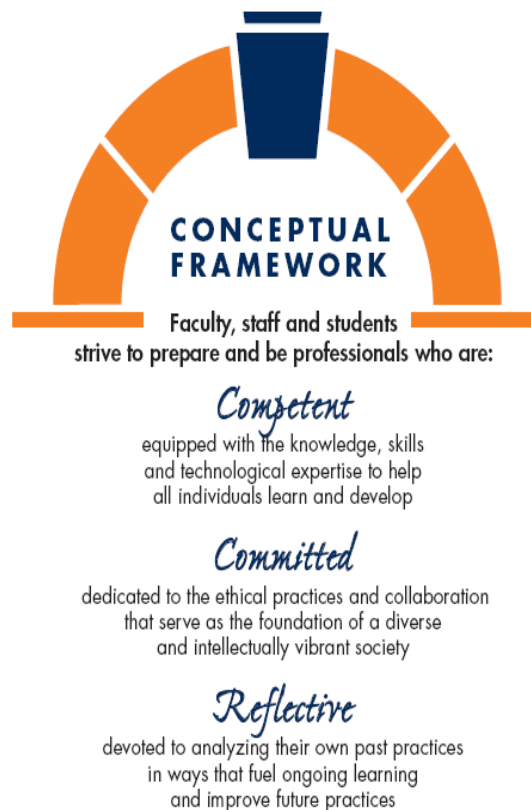 CONCEPTUAL
FRAMEWORK
Faculty, staff and students
strive to prepare and be professionals who are:
Competent
equipped with the knowledge, skills
and technological expertise to help
all individuals learn and develop
Committed
dedicated to the ethical practices and collaboration
that serve as the foundation of a diverse
and intellectually vibrant society
Reflective
devoted to analyzing their own past practices
in ways that fuel ongoing learning
and improve future practices